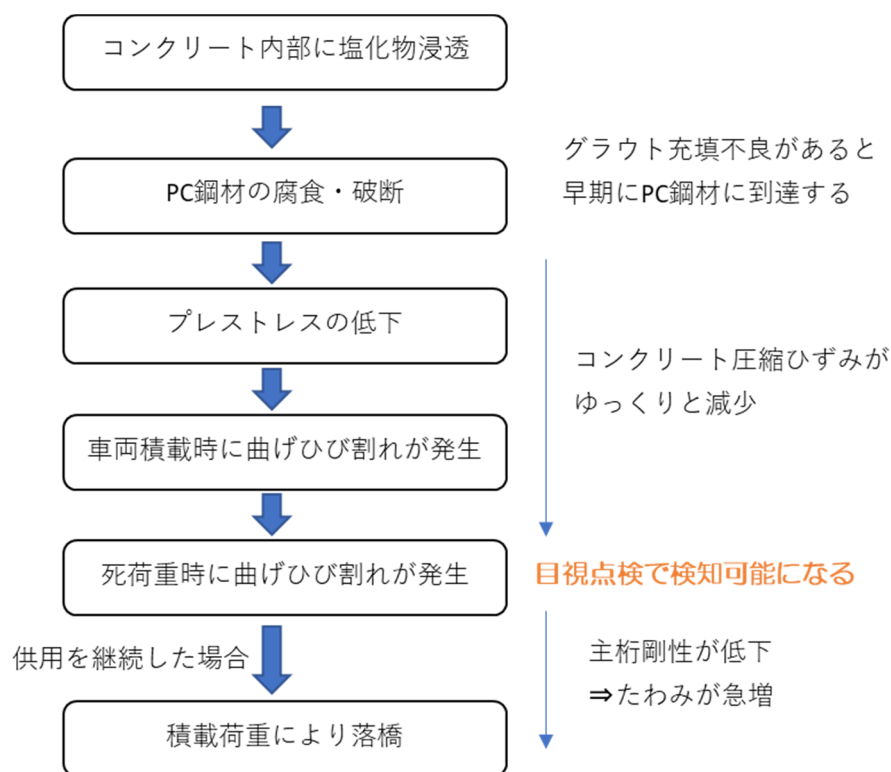 コンクリート内部に塩化物浸透
グラウト充填不良があると
早期にPC鋼材に到達する
PC鋼材の腐食・破断
プレストレスの低下
コンクリート圧縮ひずみが
ゆっくりと減少
車両積載時に曲げひび割れが発生
死荷重時に曲げひび割れが発生
目視点検で検知可能になる
供用を継続した場合
主桁剛性が低下
⇒たわみが急増
積載荷重により落橋